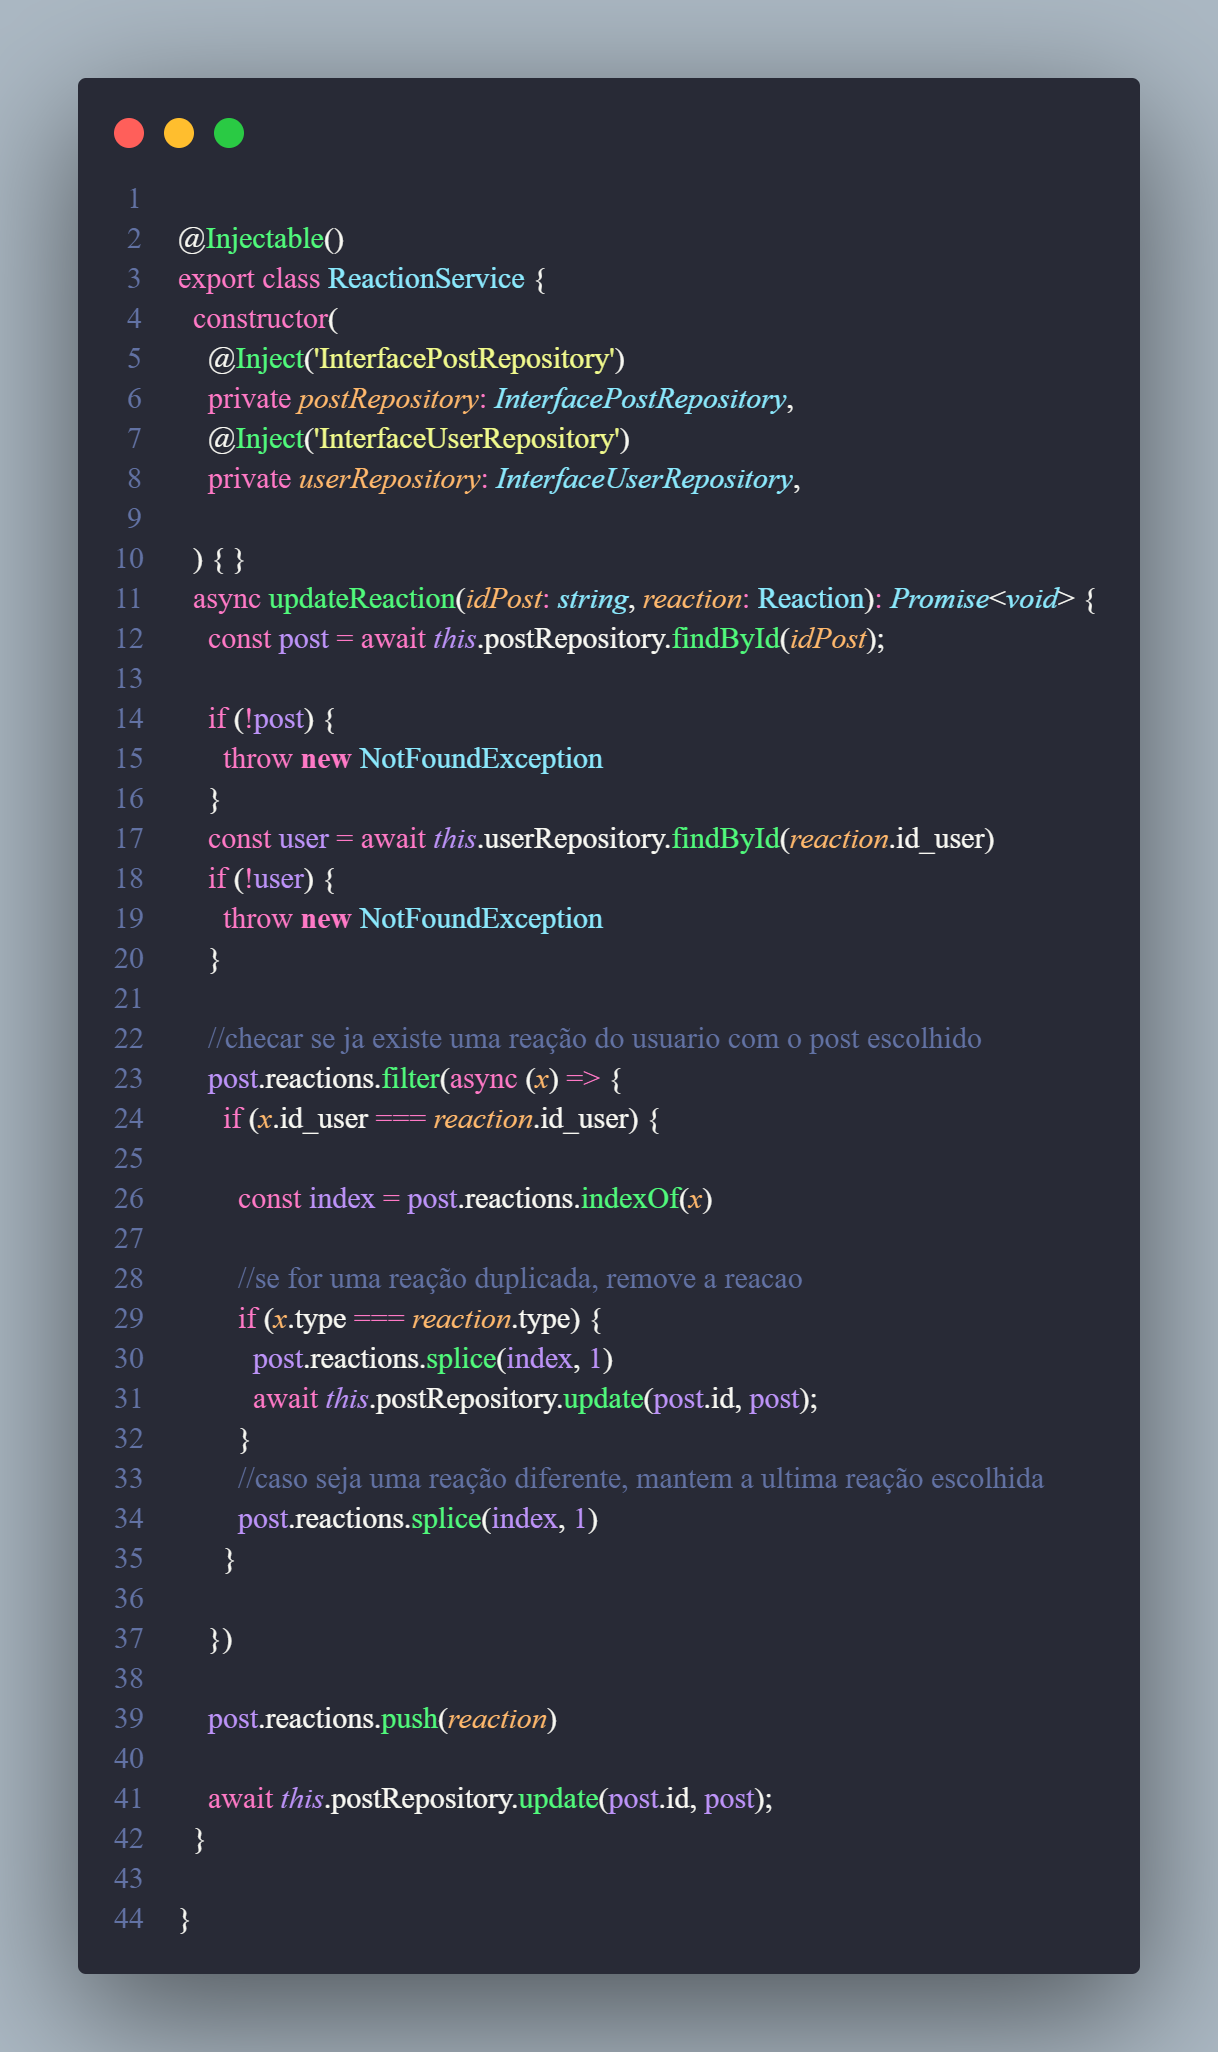 1
2 @Injectable()
3 export class ReactionService {
4 constructor(
5 @Inject('InterfacePostRepository')
6 private postRepository: InterfacePostRepository,
7 @Inject('InterfaceUserRepository')
8 private userRepository: InterfaceUserRepository,
9
10 ) { }
11 async updateReaction(idPost: string, reaction: Reaction): Promise<void> {
12 const post = await this.postRepository.findById(idPost);
13
14 if (!post) {
15 throw new NotFoundException
16 }
17 const user = await this.userRepository.findById(reaction.id_user)
18 if (!user) {
19 throw new NotFoundException
20 }
21
22 //checar se ja existe uma reação do usuario com o post escolhido
23 post.reactions.filter(async (x) => {
24 if (x.id_user === reaction.id_user) {
25
26 const index = post.reactions.indexOf(x)
27
28 //se for uma reação duplicada, remove a reacao
29 if (x.type === reaction.type) {
30 post.reactions.splice(index, 1)
31 await this.postRepository.update(post.id, post);
32 }
33 //caso seja uma reação diferente, mantem a ultima reação escolhida
34 post.reactions.splice(index, 1)
35 }
36
37 })
38
39 post.reactions.push(reaction)
40
41 await this.postRepository.update(post.id, post);
42 }
43
44 }